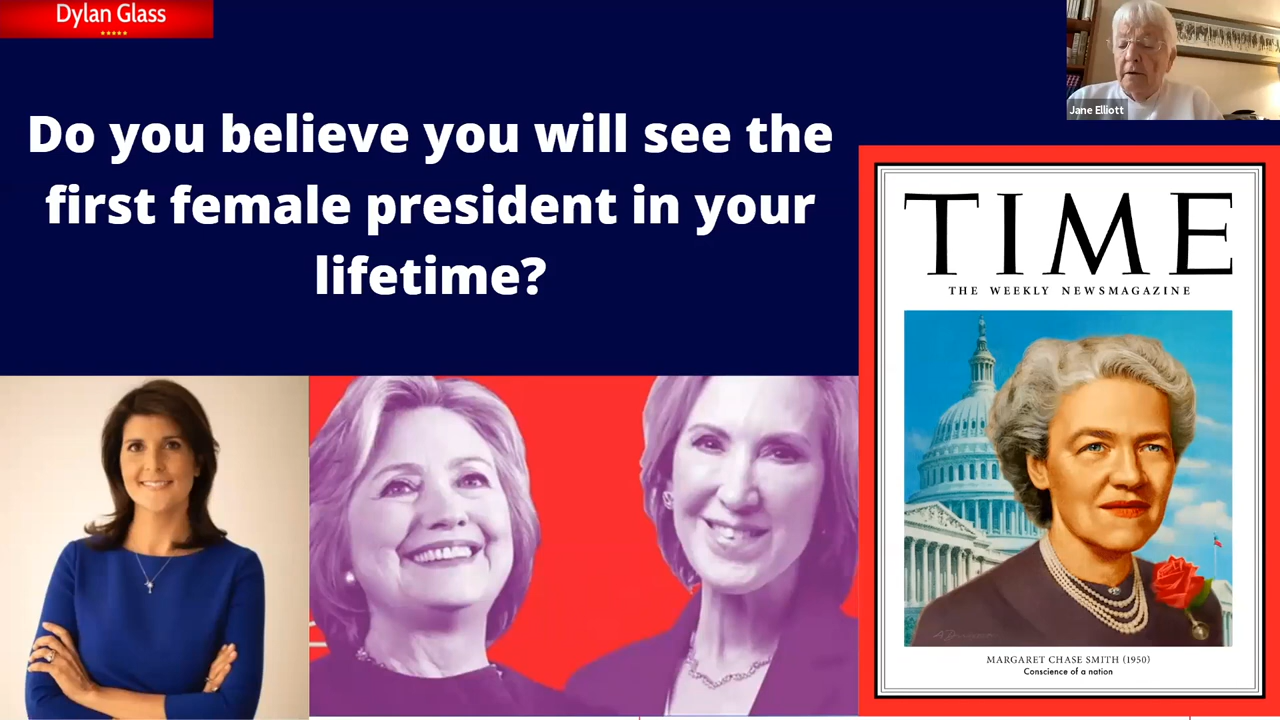 Dylan Glass
Jane Elliott
Do you believe you will see the
first female president in your
lifetime?
TIME
THE WEEKLY NEWSMAGAZINE
MARGARET CHASE SMITH (1950)
Conscience of a nation